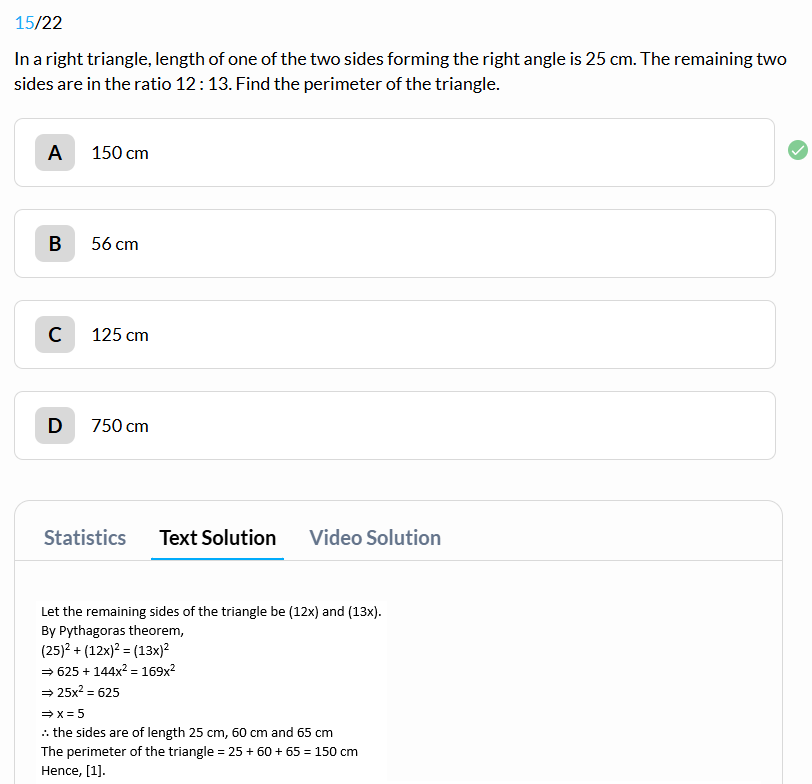 15/22
In a right triangle, length of one of the two sides forming the right angle is 25 cm. The remaining two
sides are in the ratio 12 : 13. Find the perimeter of the triangle.
A 150 cm
B 56 cm
C 125 cm
D 750 cm
Statistics Text Solution Video Solution
Let the remaining sides of the triangle be (12x) and (13x).
By Pythagoras theorem,
(25)² + (12x)² = (13x)²
⇒ 625 + 144x² = 169x²
⇒ 25x² = 625
⇒ x = 5
∴ the sides are of length 25 cm, 60 cm and 65 cm
The perimeter of the triangle = 25 + 60 + 65 = 150 cm
Hence, [1].